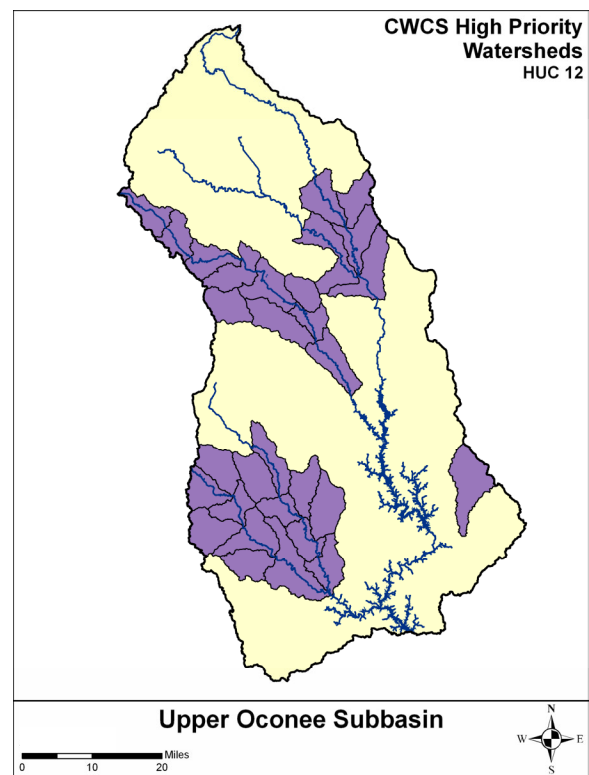 CWCS High Priority
Watersheds
HUC 12
Upper Oconee Subbasin
N
W E
S
Miles
0 10 20